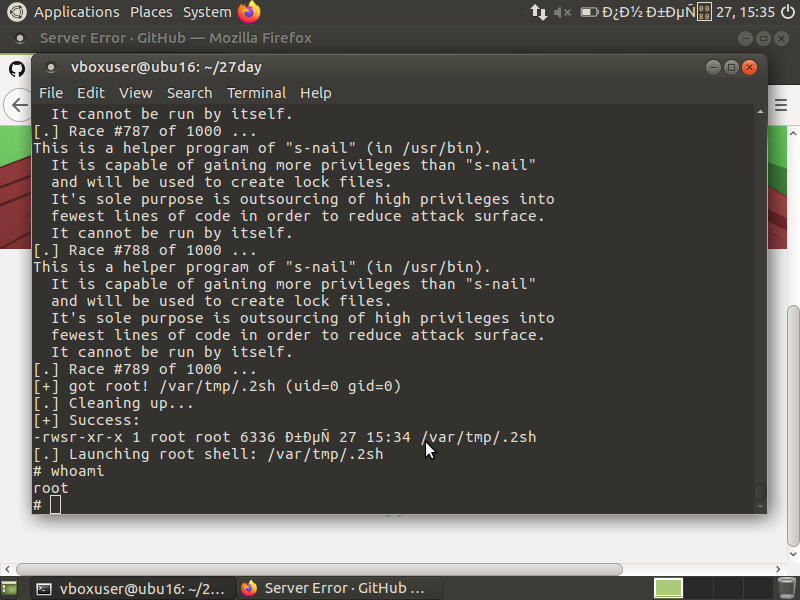 Applications Places System
Ð¿Ð½ Ð±ÐµÑ 27, 15:35
Server Error · GitHub — Mozilla Firefox
vboxuser@ubu16: ~/27day
File Edit View Search Terminal Help
It cannot be run by itself.
[.] Race #787 of 1000 ...
This is a helper program of "s-nail" (in /usr/bin).
It is capable of gaining more privileges than "s-nail"
and will be used to create lock files.
It's sole purpose is outsourcing of high privileges into
fewest lines of code in order to reduce attack surface.
It cannot be run by itself.
[.] Race #788 of 1000 ...
This is a helper program of "s-nail" (in /usr/bin).
It is capable of gaining more privileges than "s-nail"
and will be used to create lock files.
It's sole purpose is outsourcing of high privileges into
fewest lines of code in order to reduce attack surface.
It cannot be run by itself.
[.] Race #789 of 1000 ...
[+] got root! /var/tmp/.2sh (uid=0 gid=0)
[.] Cleaning up...
[+] Success:
-rwsr-xr-x 1 root root 6336 Ð±ÐµÑ 27 15:34 /var/tmp/.2sh
[.] Launching root shell: /var/tmp/.2sh
# whoami
root
#
vboxuser@ubu16: ~/2...
Server Error · GitHub ...